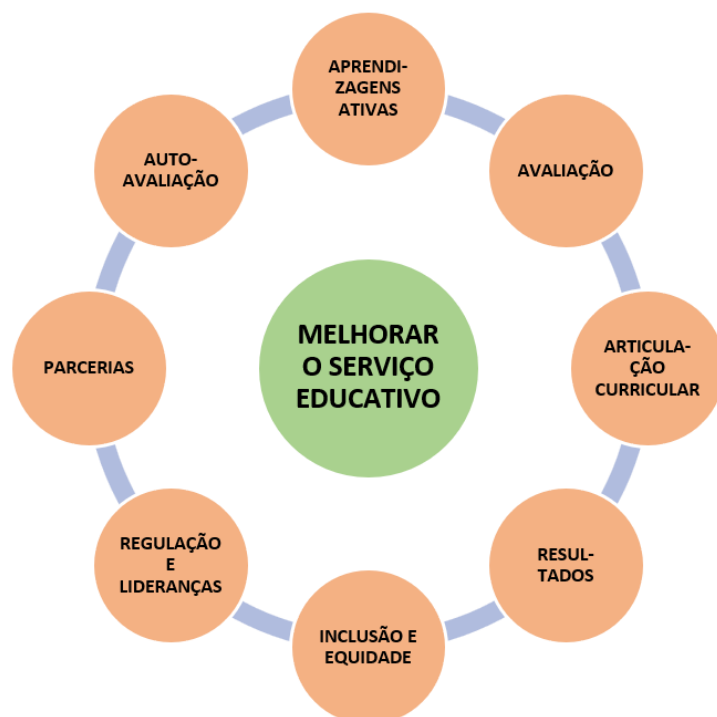 APRENDI-
ZAGENS
ATIVAS
AVALIAÇÃO
ARTICULA-
ÇÃO
CURRICULAR
RESUL-
TADOS
INCLUSÃO E
EQUIDADE
REGULAÇÃO
E
LIDERANÇAS
PARCERIAS
AUTO-
AVALIAÇÃO
MELHORAR
O SERVIÇO
EDUCATIVO